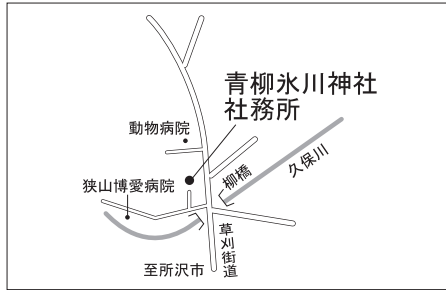 青柳氷川神社
社務所
動物病院
狭山博愛病院
柳橋
久保川
草刈街道
至所沢市